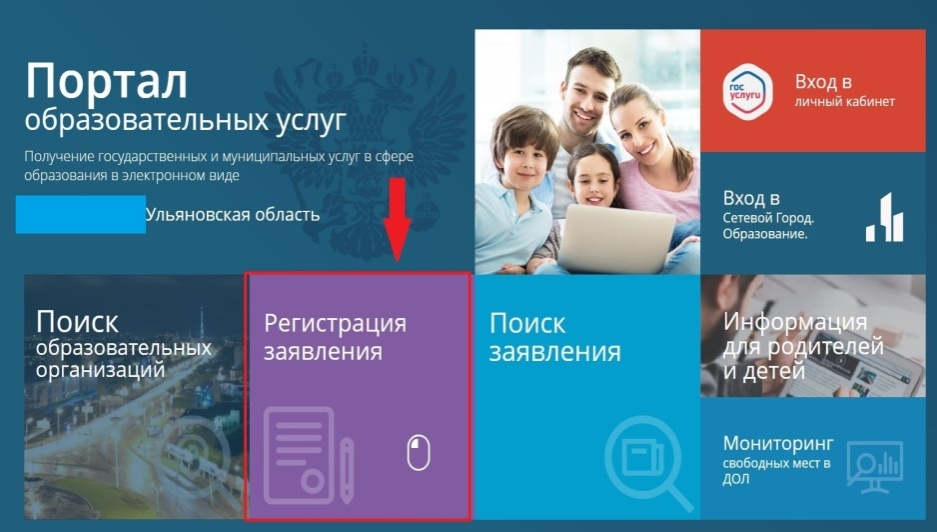 Портал
образовательных услуг
Получение государственных и муниципальных услуг в сфере
образования в электронном виде
Ульяновская область
гос
услуги
Вход в
личный кабинет
Вход в
Сетевой Город.
Образование.
Поиск
образовательных
организаций
Регистрация
заявления
Поиск
заявления
Информация
для родителей
и детей
Мониторинг
свободных мест в
ДОЛ